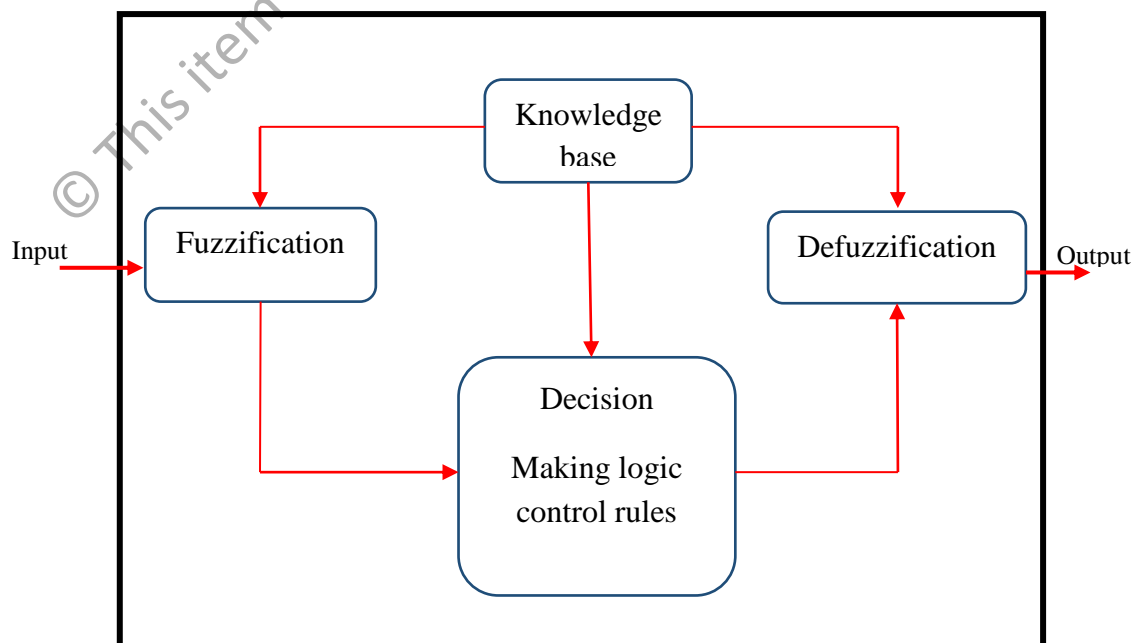 © This item
Knowledge
base
Input
Fuzzification
Defuzzification
Output
Decision
Making logic
control rules